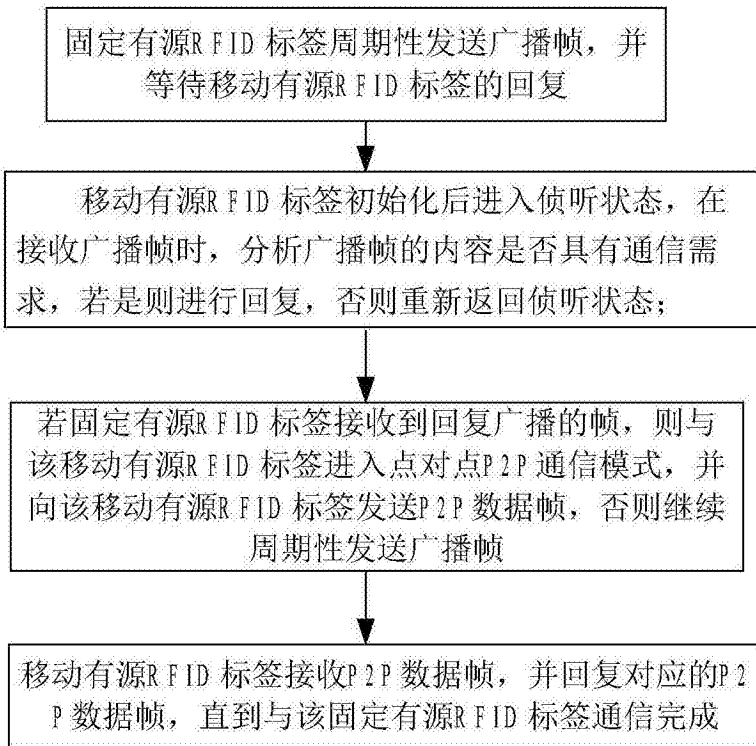 固定有源RFID标签周期性发送广播帧，并
等待移动有源RFID标签的回复
移动有源RFID标签初始化后进入侦听状态，在
接收广播帧时，分析广播帧的内容是否具有通信需
求，若是则进行回复，否则重新返回侦听状态；
若固定有源RFID标签接收到回复广播的帧，则与
该移动有源RFID标签进入点对点P2P通信模式，并
向该移动有源RFID标签发送P2P数据帧，否则继续
周期性发送广播帧
移动有源RFID标签接收P2P数据帧，并回复对应的P2
P数据帧，直到与该固定有源RFID标签通信完成